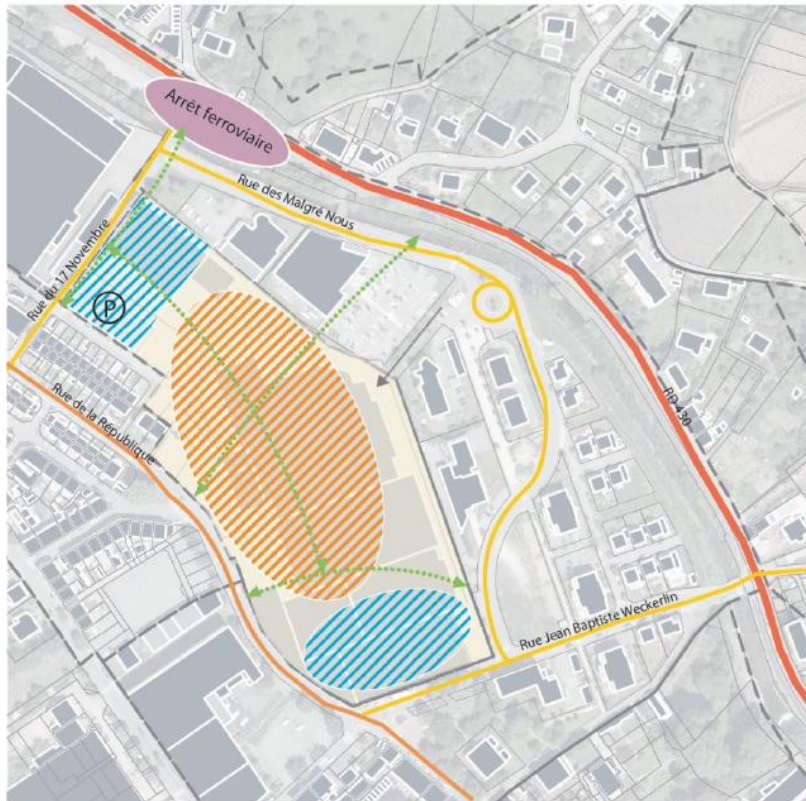 Arrêt ferroviaire
Rue des Malgré Nous
Rue du 17 Novembre
P
Rue de la République
RD 430
Rue Jean Baptiste Weckerlin